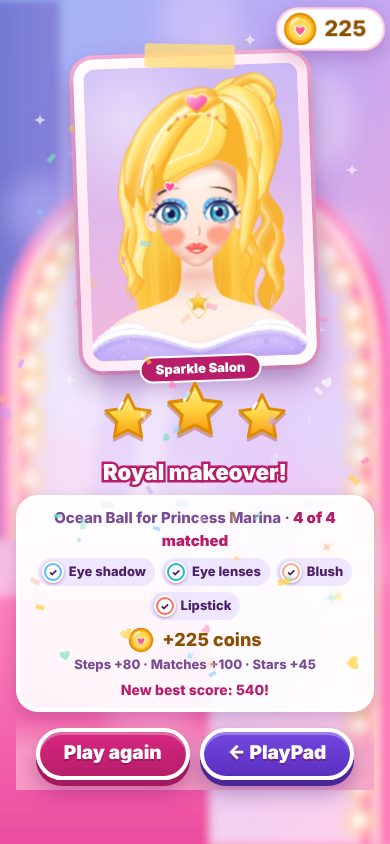 225
Sparkle Salon
Royal makeover!
Ocean Ball for Princess Marina · 4 of 4
matched
Eye shadow
Eye lenses
Blush
Lipstick
+225 coins
Steps +80 · Matches +100 · Stars +45
New best score: 540!
Play again
← PlayPad